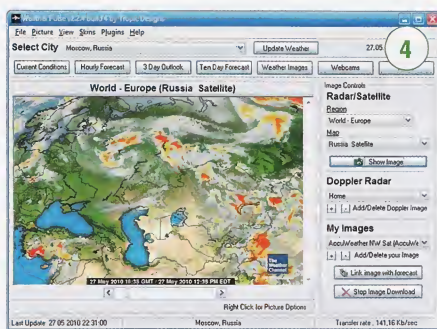 Weather Pulse v2.2.4 Build 4 by Tropic Designs
File Picture View Skins Plugins Help
Select City Moscow, Russia Update Weather 27.05
4
Current Conditions Hourly Forecast 3 Day Outlook Ten Day Forecast Weather Images Webcams
World - Europe (Russia Satellite)
Image Controls
Radar/Satellite
Region
World - Europe
Map
Russia Satellite
Show Image
Doppler Radar
Home
+ - Add/Delete Doppler Image
My Images
AccuWeather NW Sat (AccuWe
+ - Add/Delete your Image
Link image with forecast
Stop Image Download
The Weather Channel
27 May 2010 16:35 GMT - 27 May 2010 12:35 PM EDT
Right Click for Picture Options
Last Update 27 05 2010 22:31:00 Moscow, Russia Transfer rate : 141,16 Kb/sec